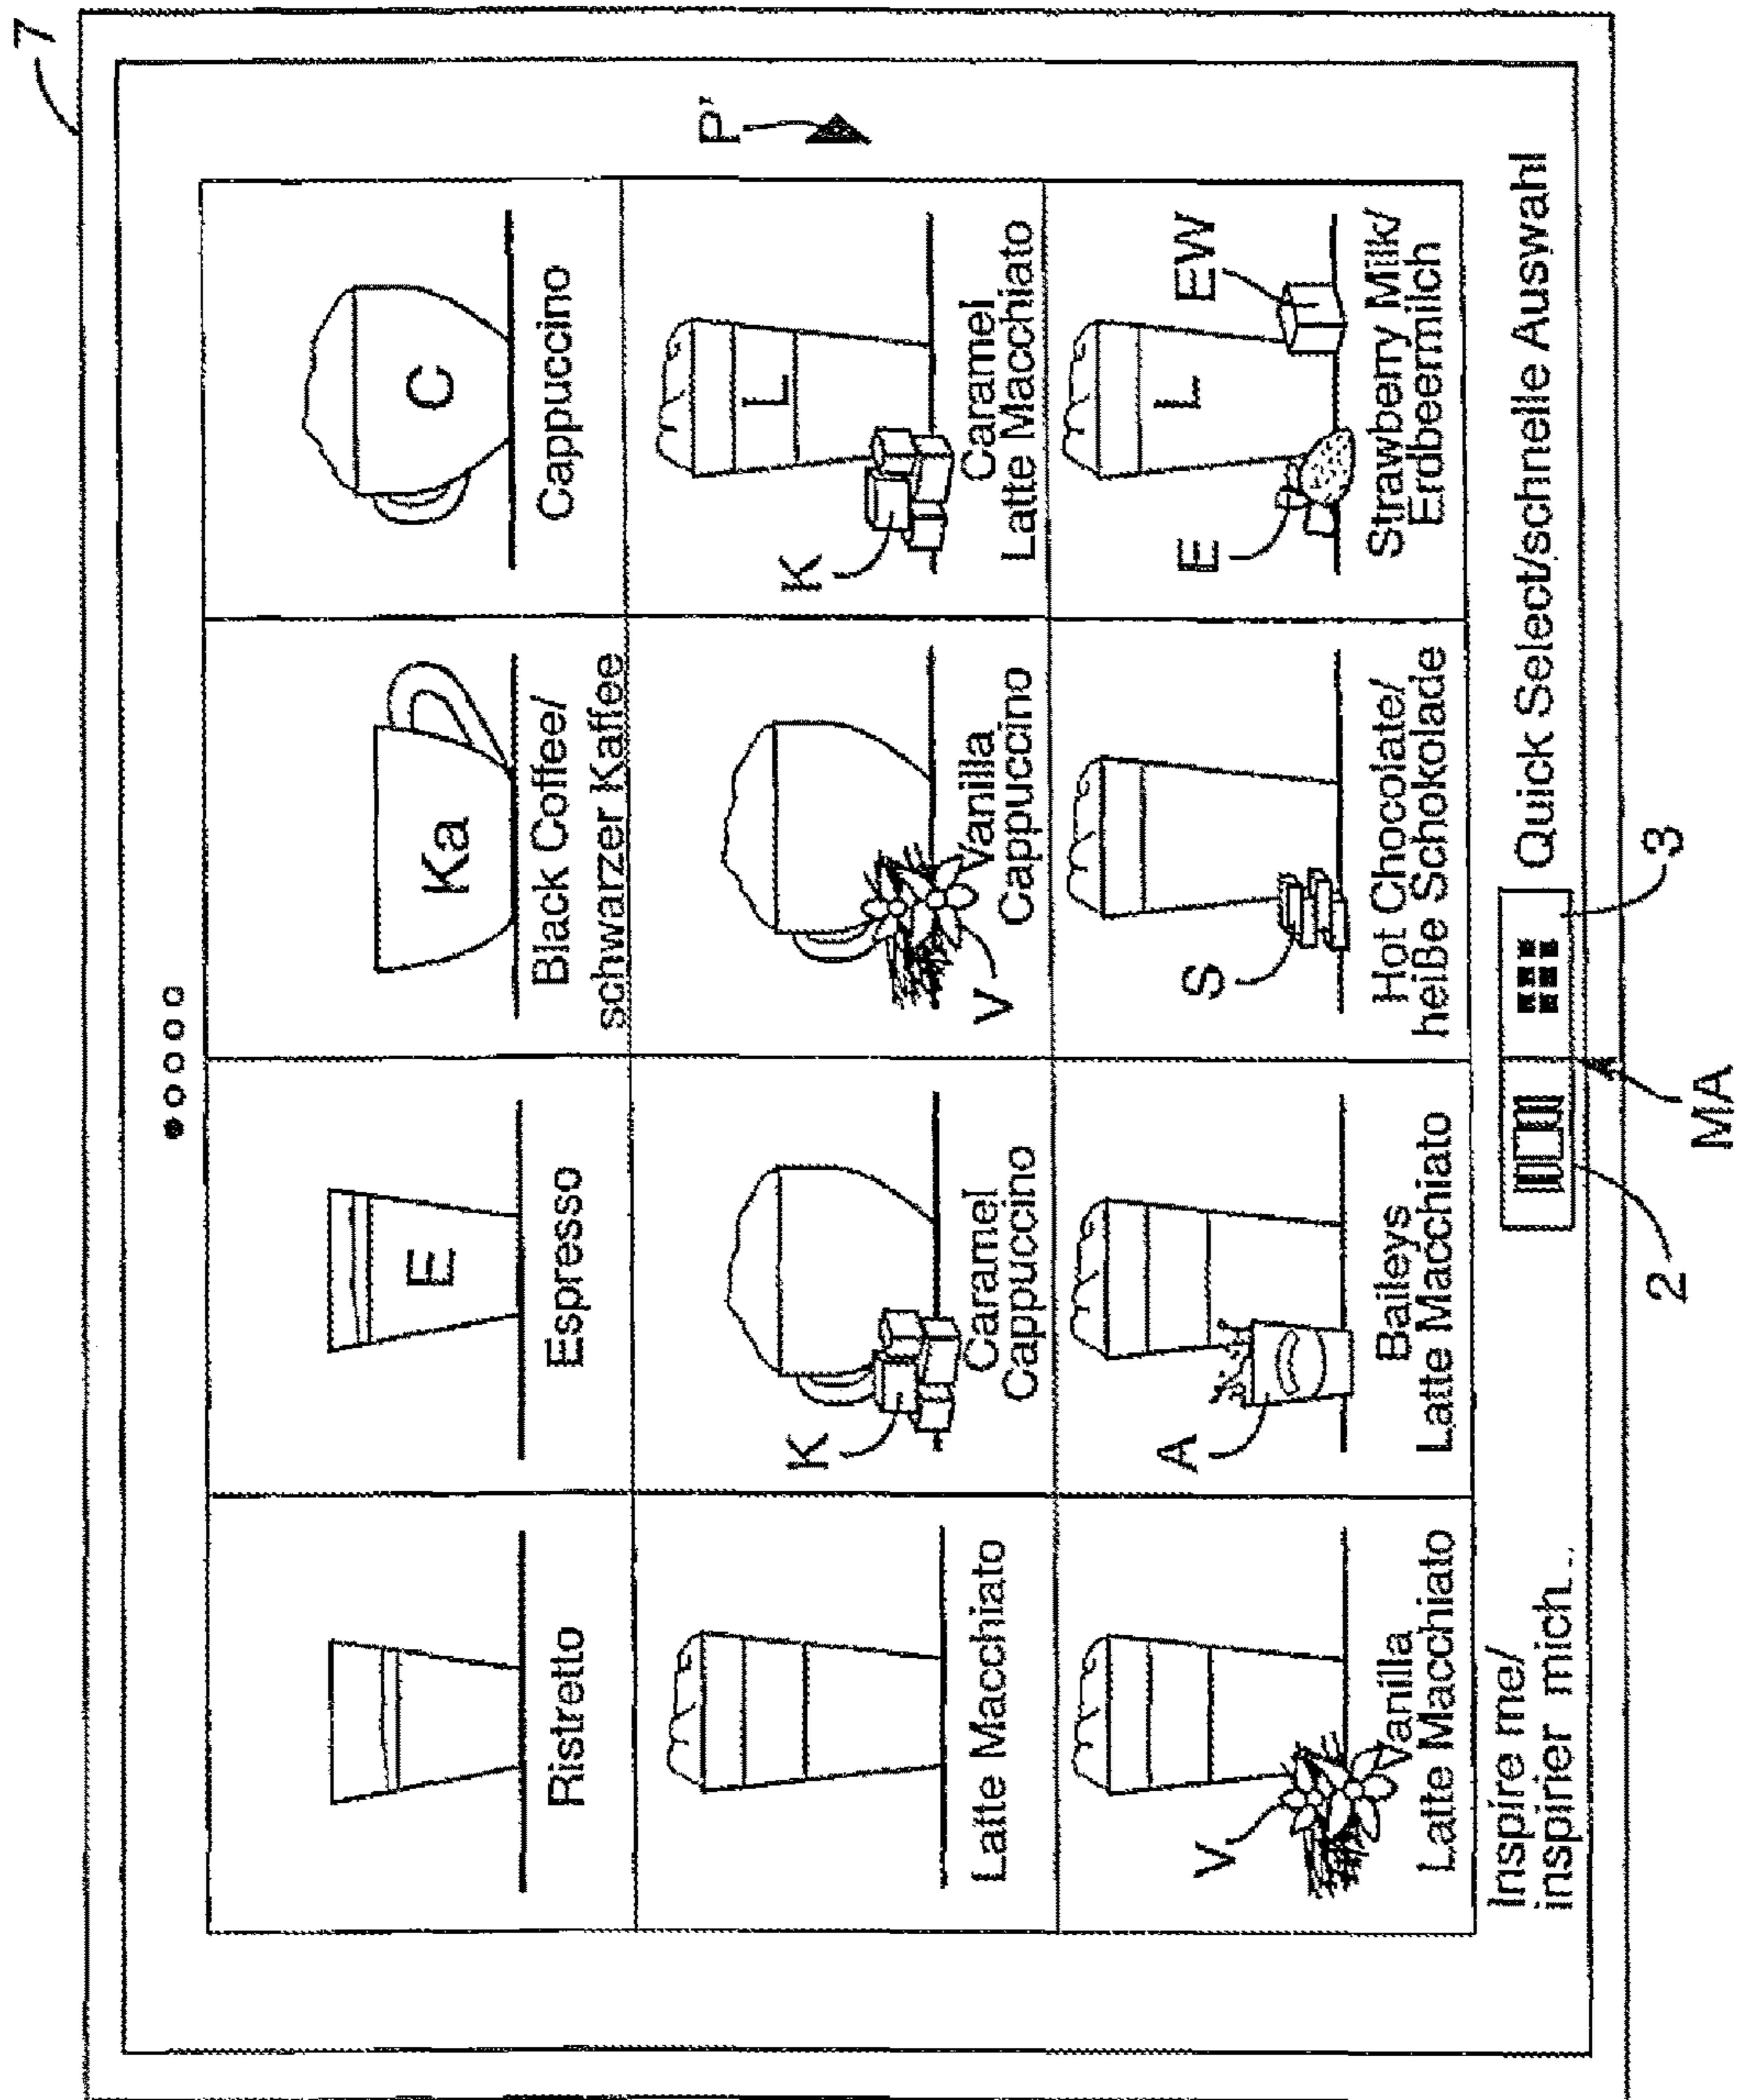 7
P'
Ristretto
E
Espresso
Ka
Black Coffee/
schwarzer Kaffee
C
Cappuccino
Latte Macchiato
K
Caramel
Cappuccino
V
Vanilla
Cappuccino
K
L
Caramel
Latte Macchiato
V
Vanilla
Latte Macchiato
A
Baileys
Latte Macchiato
S
Hot Chocolate/
heiße Schokolade
E
L
EW
Strawberry Milk/
Erdbeermilch
Inspire me/
inspirier mich...
Quick Select/schnelle Auswahl
2
MA
3